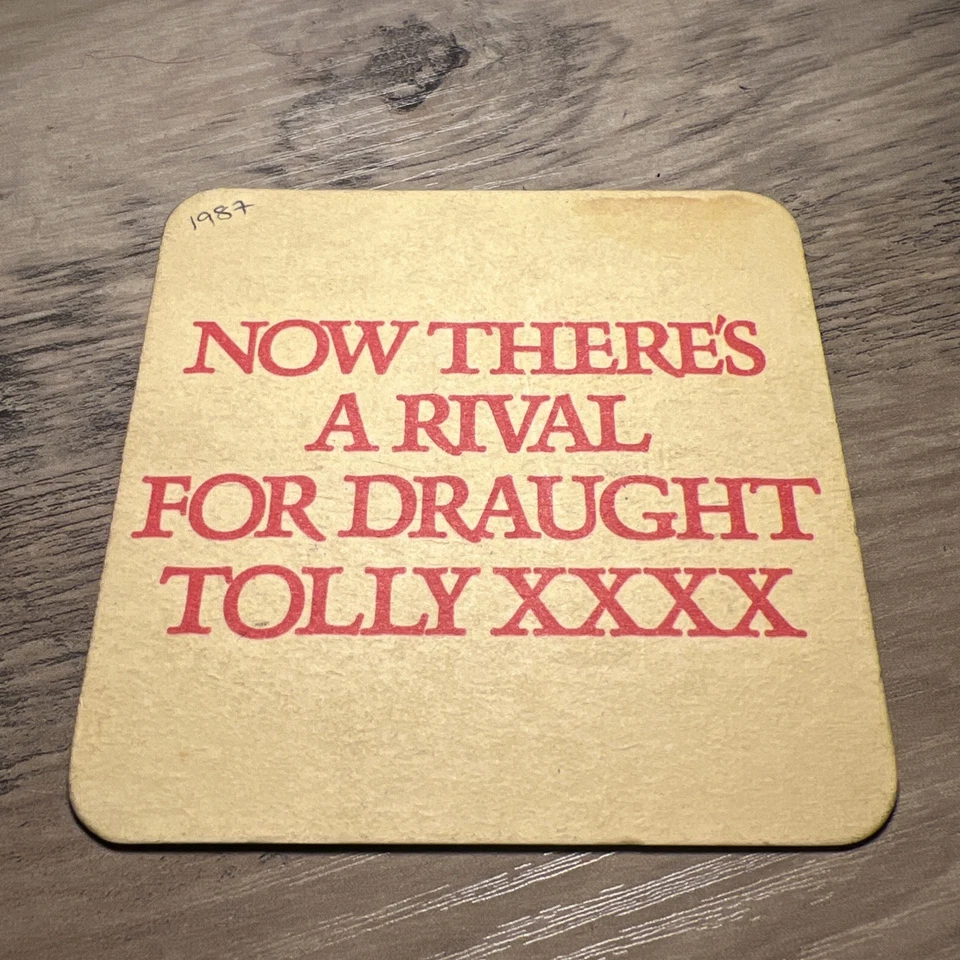 1987
NOW THERE'S
A RIVAL
FOR DRAUGHT
TOLLY XXXX